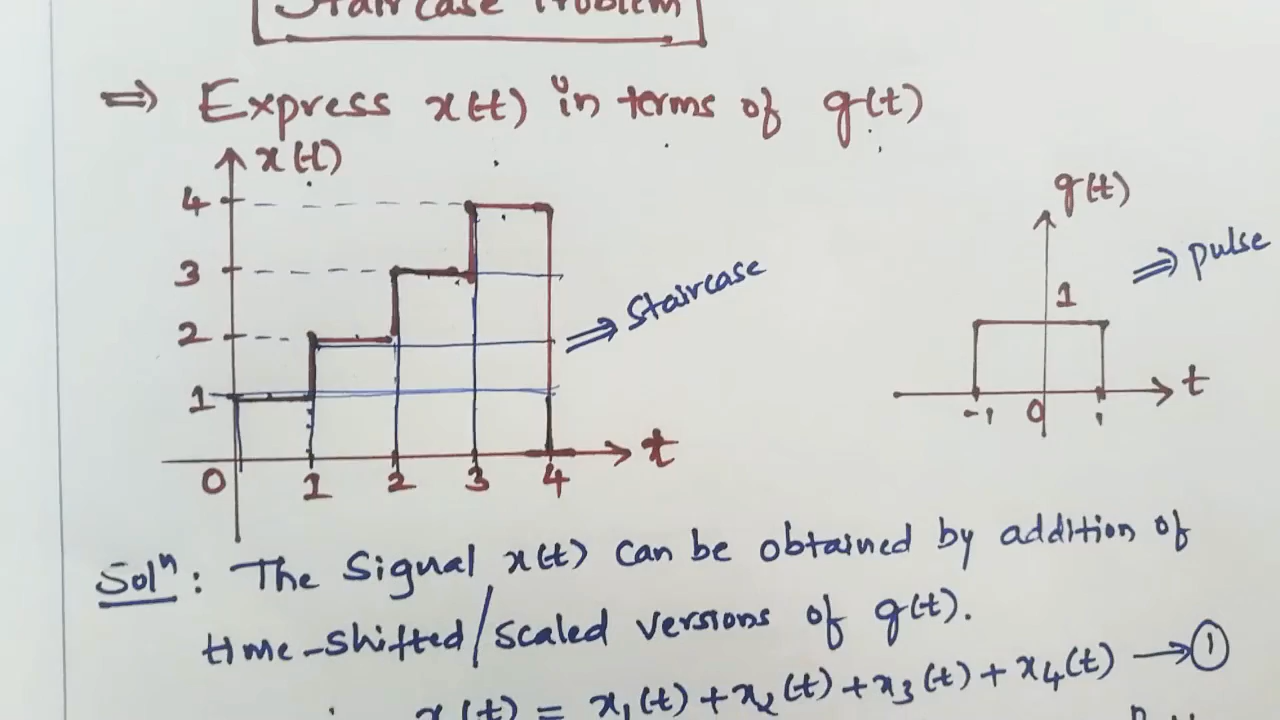 Staircase Problem
⇒ Express x(t) in terms of g(t)
x(t)
4
3
2
1
0 1 2 3 4 t
⇒ Staircase
g(t)
⇒ pulse
1
-1 0 1 t
Solⁿ: The signal x(t) can be obtained by addition of
time-shifted/scaled versions of g(t).
x(t) = x₁(t) + x₂(t) + x₃(t) + x₄(t) → ①